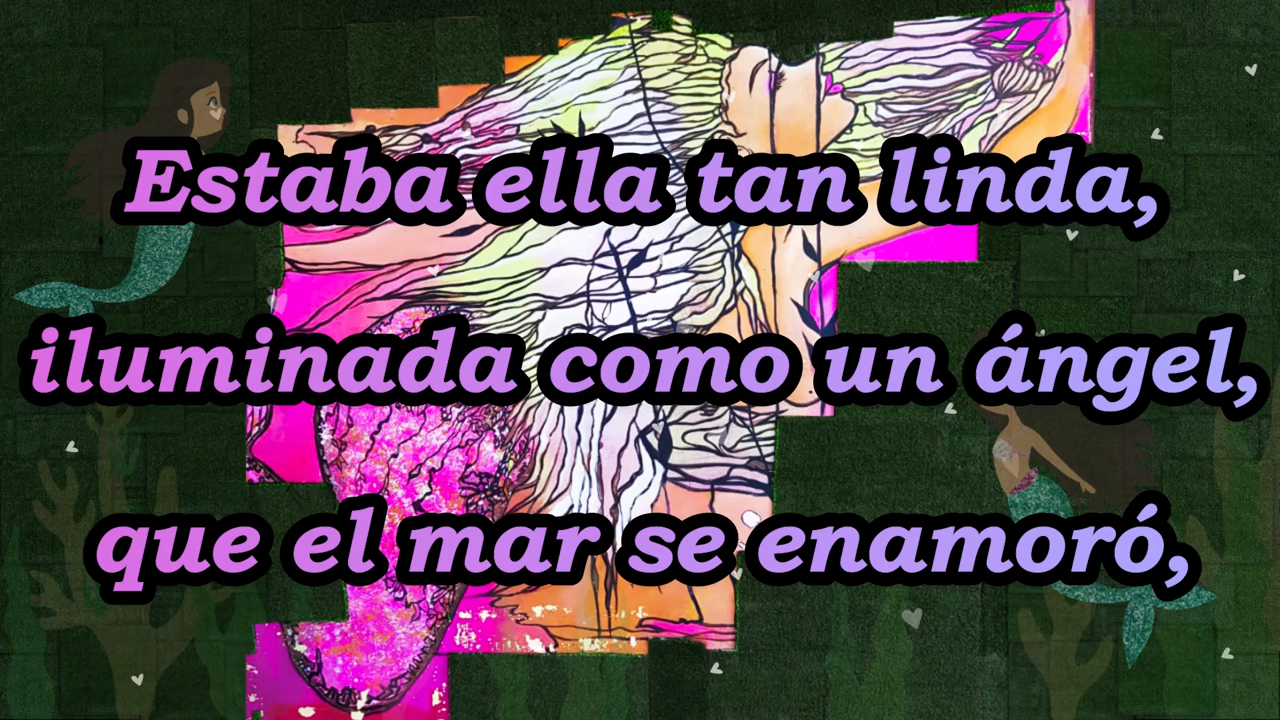 Estaba ella tan linda,
iluminada como un ángel,
que el mar se enamoró,